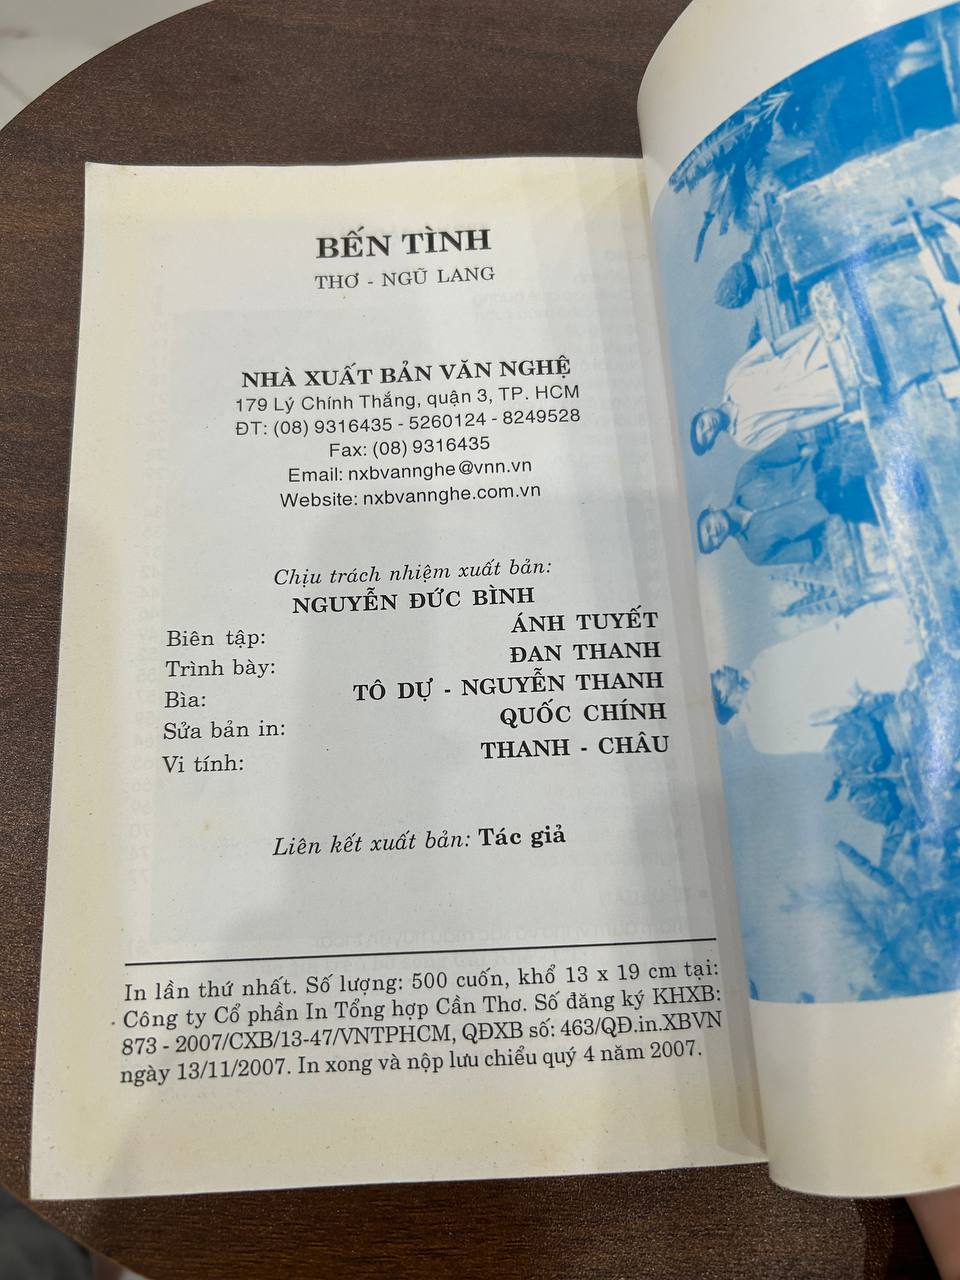 BẾN TÌNH
THƠ - NGŨ LANG
NHÀ XUẤT BẢN VĂN NGHỆ
179 Lý Chính Thắng, quận 3, TP. HCM
ĐT: (08) 9316435 - 5260124 - 8249528
Fax: (08) 9316435
Email: nxbvannghe@vnn.vn
Website: nxbvannghe.com.vn
Chịu trách nhiệm xuất bản:
NGUYỄN ĐỨC BÌNH
Biên tập: ÁNH TUYẾT
Trình bày: ĐAN THANH
Bìa: TÔ DỰ - NGUYỄN THANH
Sửa bản in: QUỐC CHÍNH
Vi tính: THANH - CHÂU
Liên kết xuất bản: Tác giả
In lần thứ nhất. Số lượng: 500 cuốn, khổ 13 x 19 cm tại:
Công ty Cổ phần In Tổng hợp Cần Thơ. Số đăng ký KHXB:
873 - 2007/CXB/13-47/VNTPHCM, QĐXB số: 463/QĐ.in.XBVN
ngày 13/11/2007. In xong và nộp lưu chiểu quý 4 năm 2007.